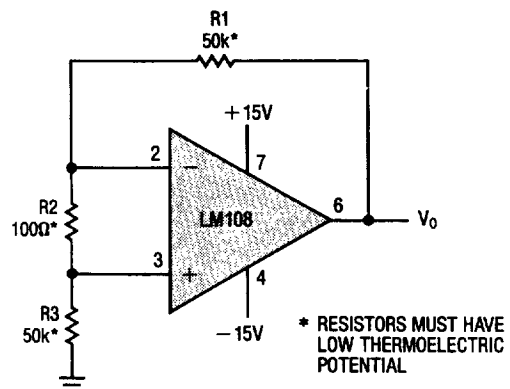 R1
50k*
+15V
2
−
7
R2
100Ω*
LM108
6
V₀
3
+
4
R3
50k*
−15V
* RESISTORS MUST HAVE
LOW THERMOELECTRIC
POTENTIAL